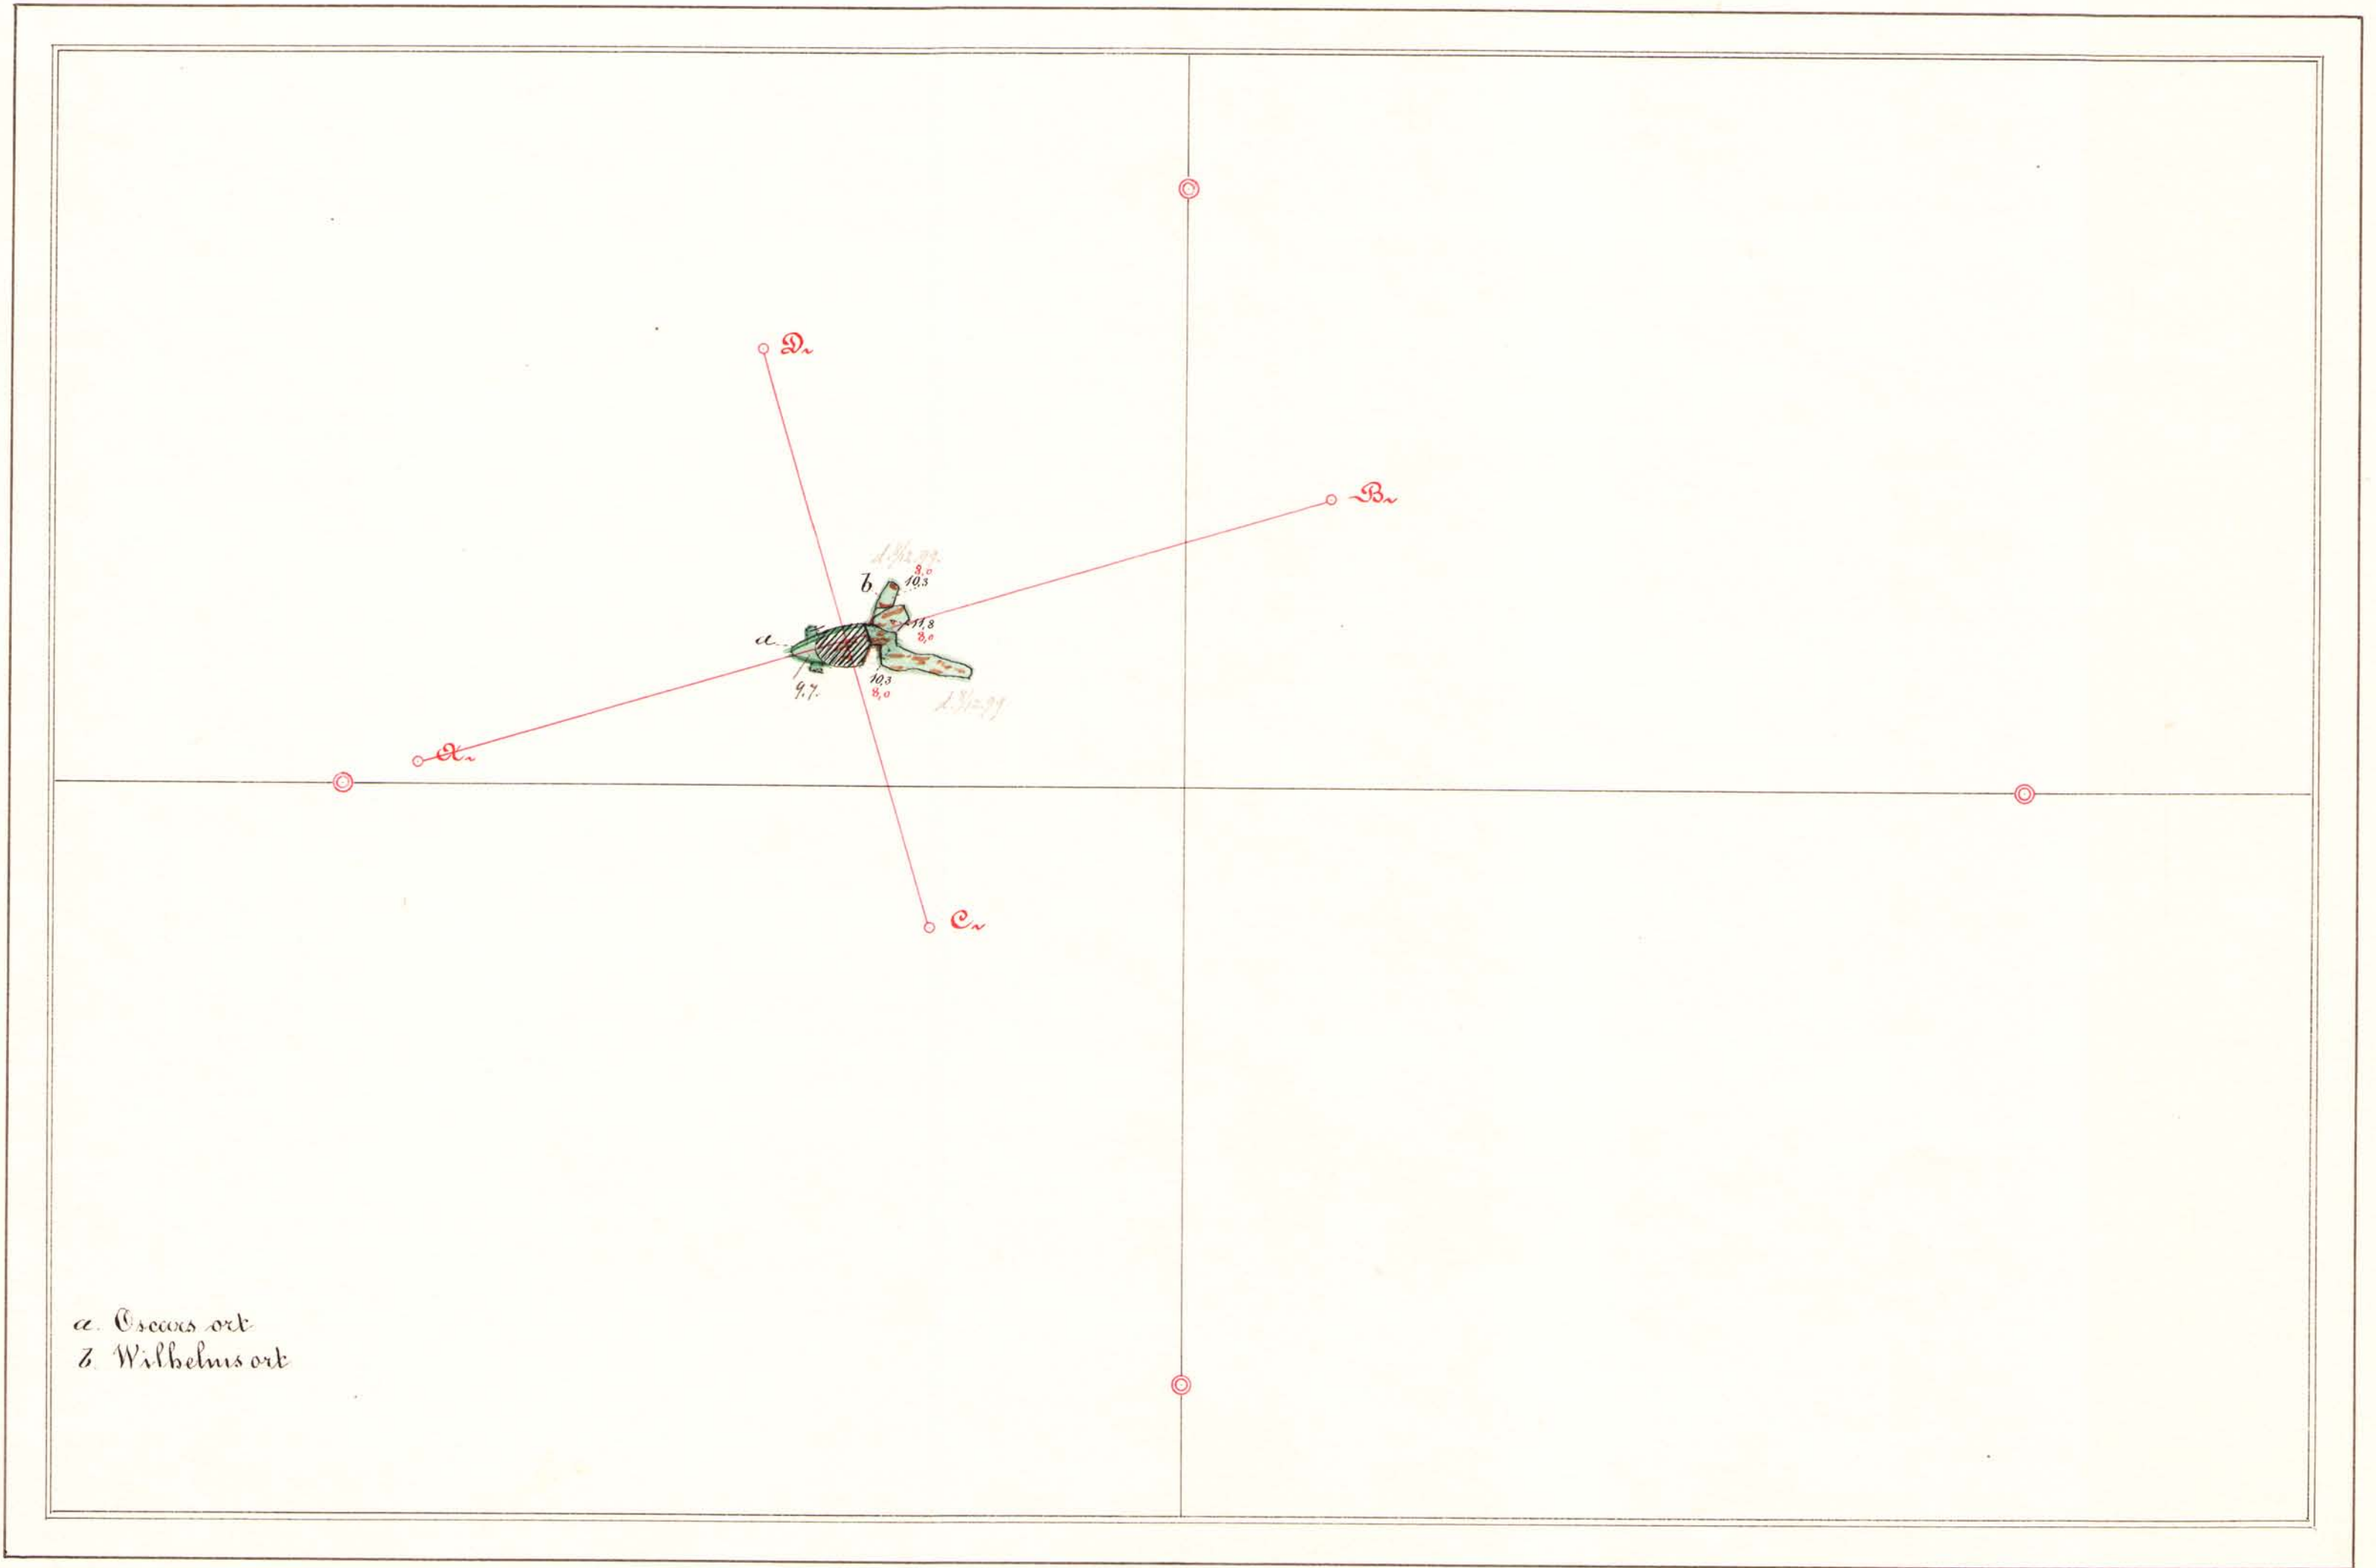 D.
B.
8,0
b
10,3
11,8
8,0
a
9.7.
10,3
8,0
A.
C.
a. Oscars ort
b. Wilhelms ort